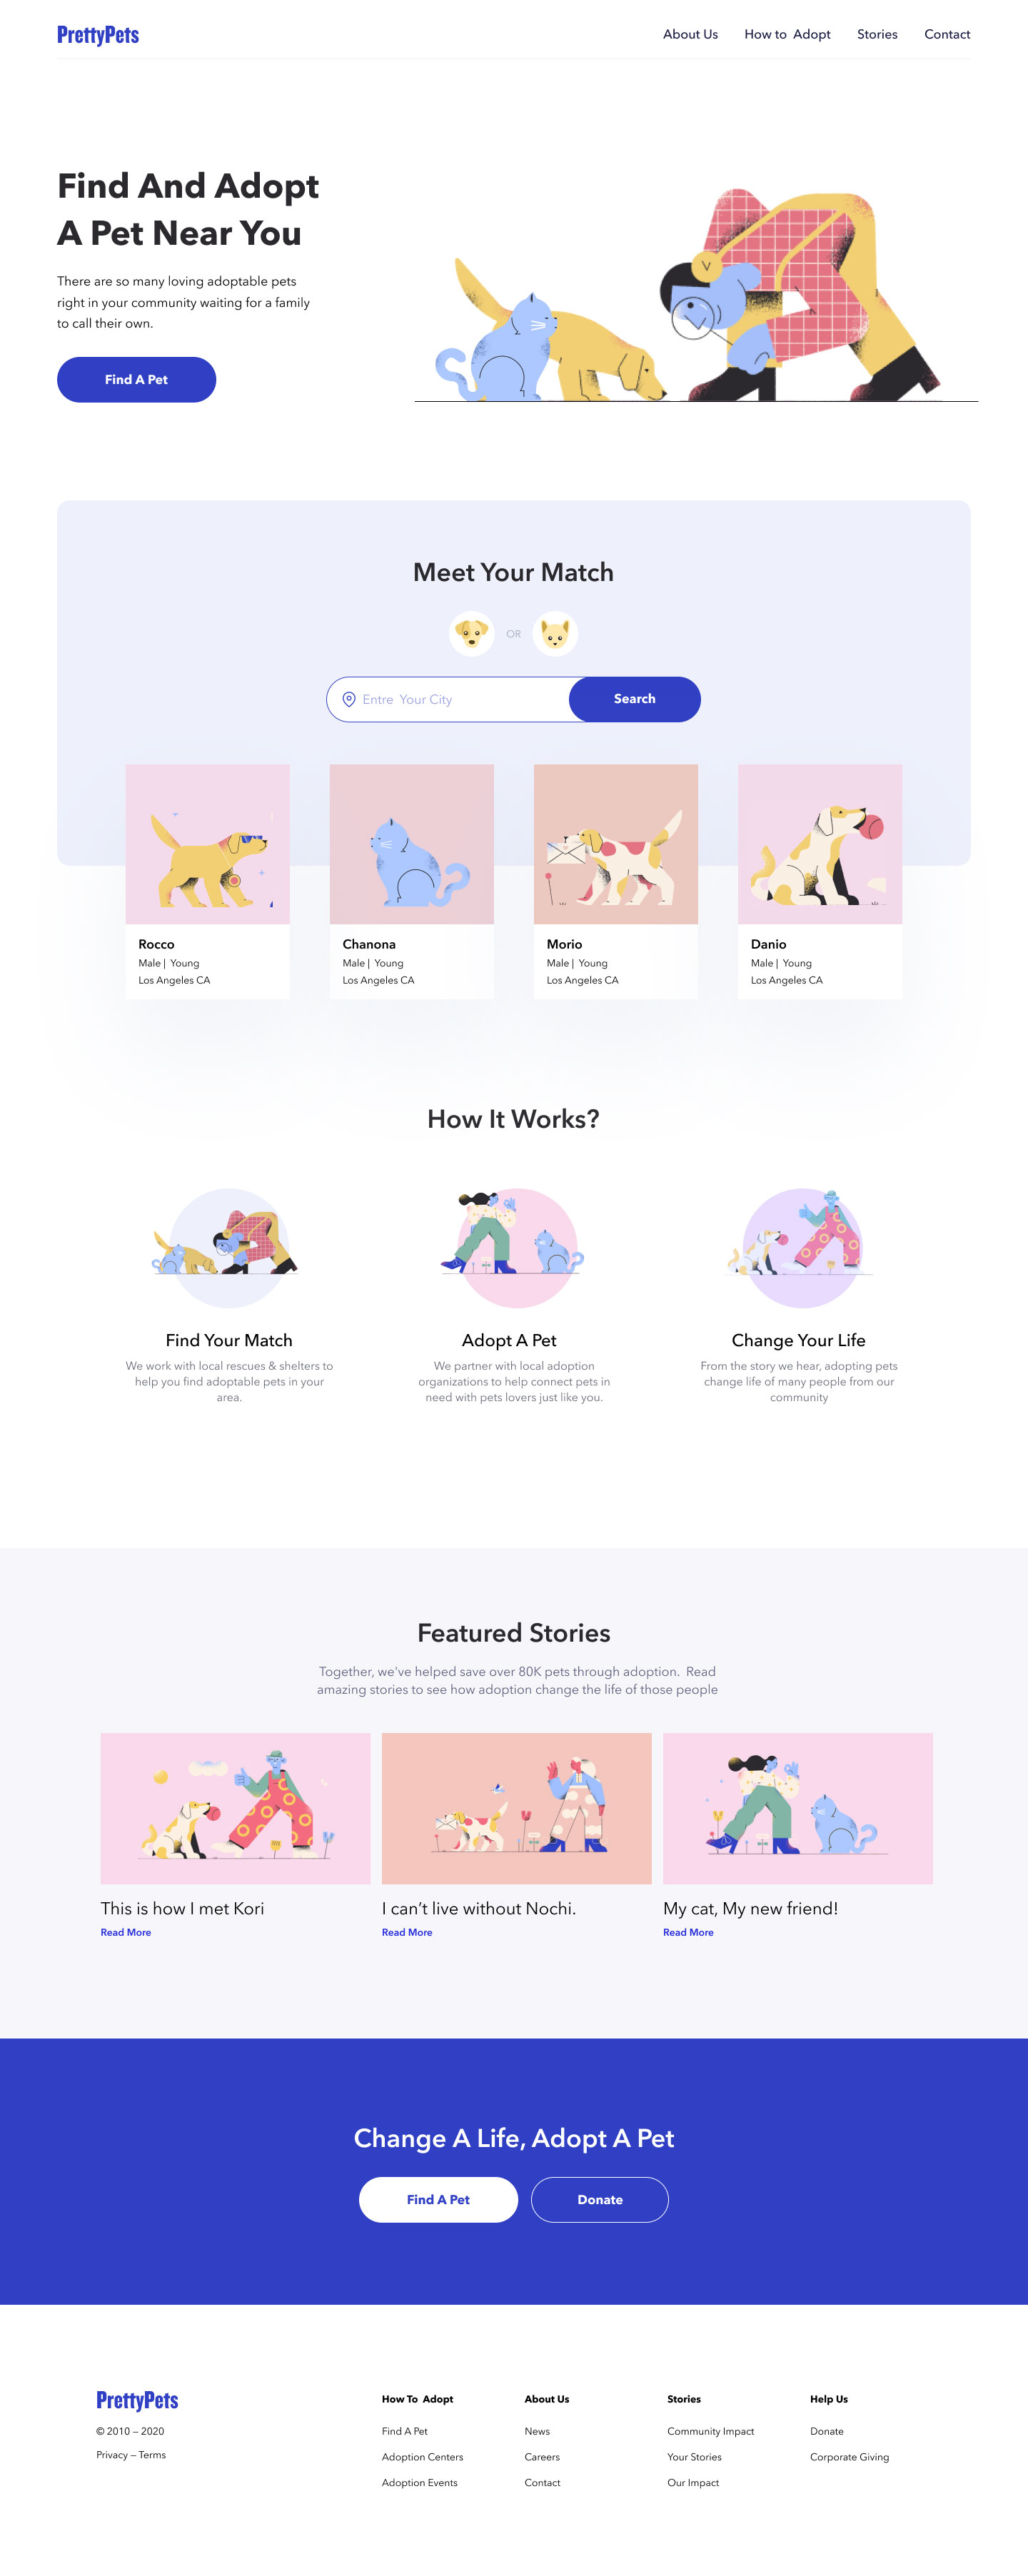 PrettyPets
About Us
How to Adopt
Stories
Contact
Find And Adopt
A Pet Near You
There are so many loving adoptable pets
right in your community waiting for a family
to call their own.
Find A Pet
Meet Your Match
OR
Entre Your City
Search
Rocco
Male | Young
Los Angeles CA
Chanona
Male | Young
Los Angeles CA
Morio
Male | Young
Los Angeles CA
Danio
Male | Young
Los Angeles CA
How It Works?
Find Your Match
We work with local rescues & shelters to
help you find adoptable pets in your
area.
Adopt A Pet
We partner with local adoption
organizations to help connect pets in
need with pets lovers just like you.
Change Your Life
From the story we hear, adopting pets
change life of many people from our
community
Featured Stories
Together, we've helped save over 80K pets through adoption. Read
amazing stories to see how adoption change the life of those people
This is how I met Kori
Read More
I can’t live without Nochi.
Read More
My cat, My new friend!
Read More
Change A Life, Adopt A Pet
Find A Pet
Donate
PrettyPets
© 2010 – 2020
Privacy – Terms
How To Adopt
Find A Pet
Adoption Centers
Adoption Events
About Us
News
Careers
Contact
Stories
Community Impact
Your Stories
Our Impact
Help Us
Donate
Corporate Giving